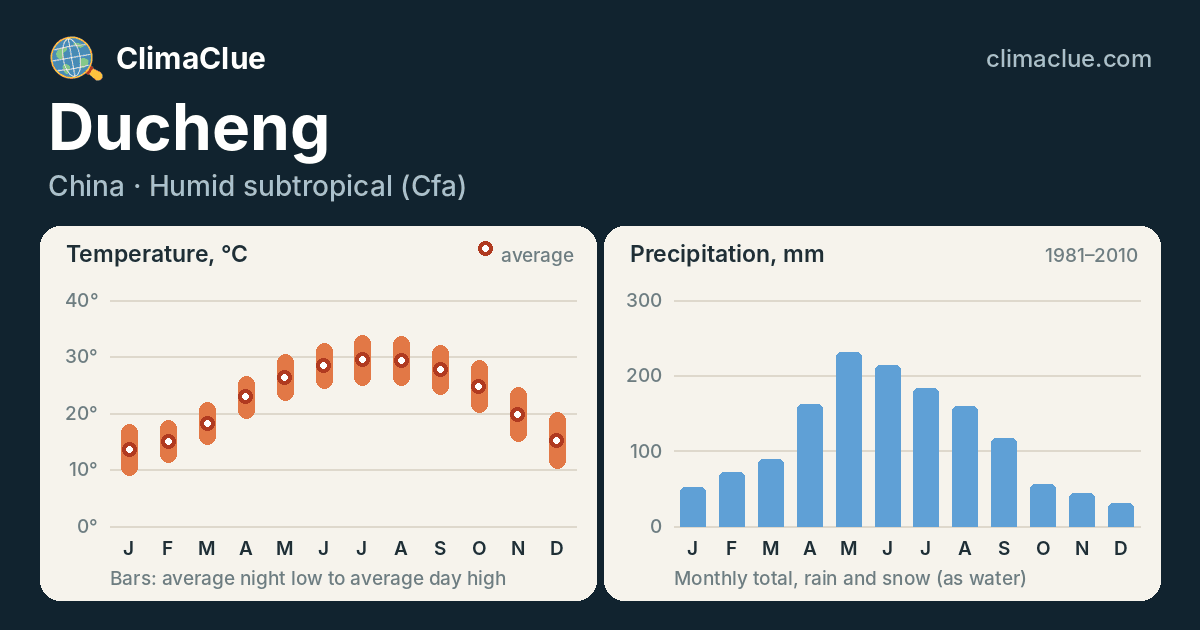 ClimaClue
climaclue.com
Ducheng
China · Humid subtropical (Cfa)
Temperature, °C
average
40°
30°
20°
10°
0°
J F M A M J J A S O N D
Bars: average night low to average day high
Precipitation, mm
1981–2010
300
200
100
0
J F M A M J J A S O N D
Monthly total, rain and snow (as water)